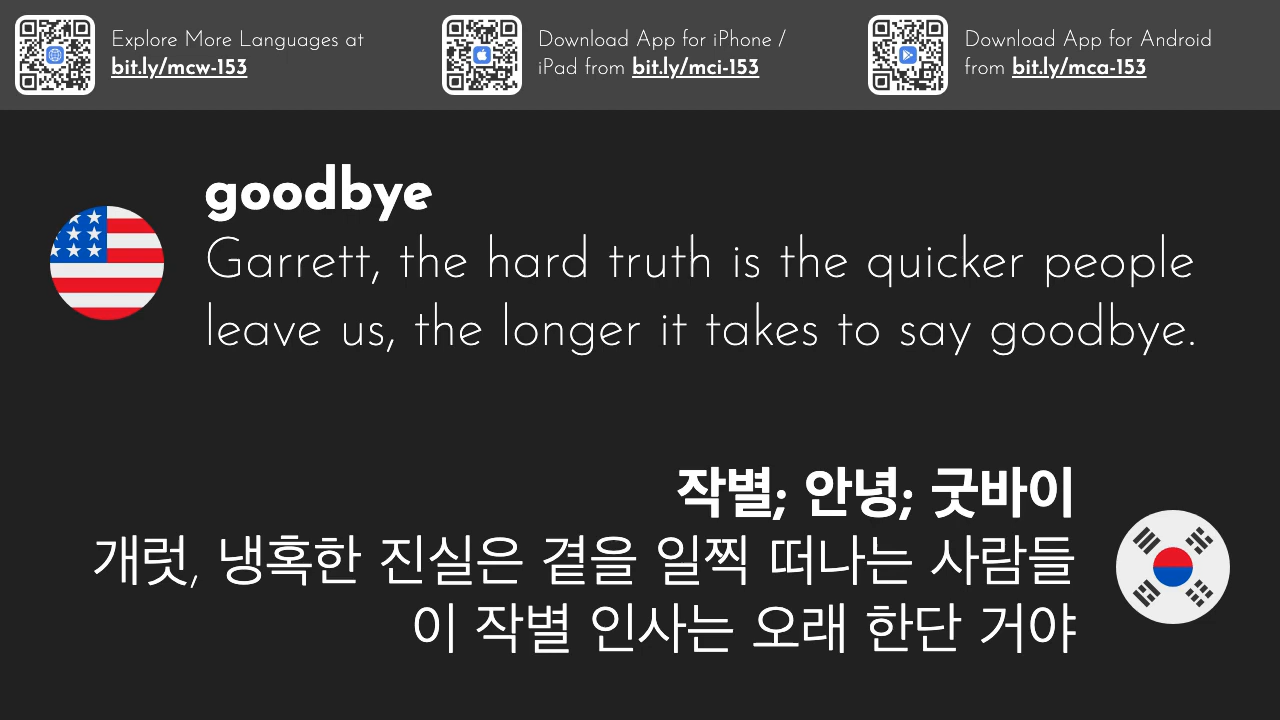 Explore More Languages at
bit.ly/mcw-153
Download App for iPhone /
iPad from bit.ly/mci-153
Download App for Android
from bit.ly/mca-153
goodbye
Garrett, the hard truth is the quicker people
leave us, the longer it takes to say goodbye.
작별; 안녕; 굿바이
개럿, 냉혹한 진실은 곁을 일찍 떠나는 사람들
이 작별 인사는 오래 한단 거야